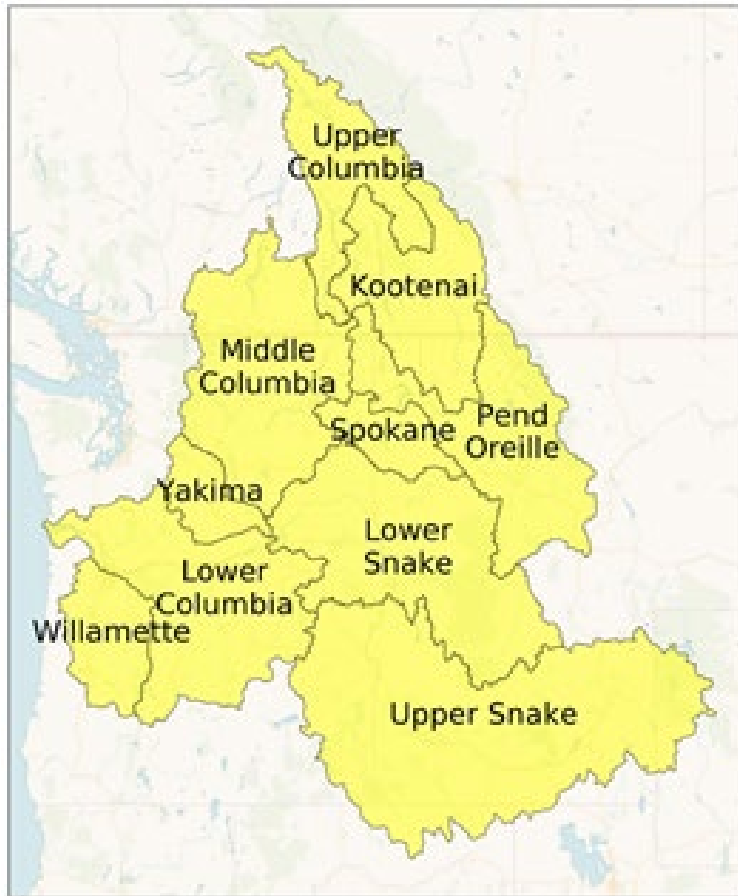 Upper
Columbia
Kootenai
Middle
Columbia
Pend
Oreille
Spokane
Yakima
Lower
Snake
Lower
Columbia
Willamette
Upper Snake